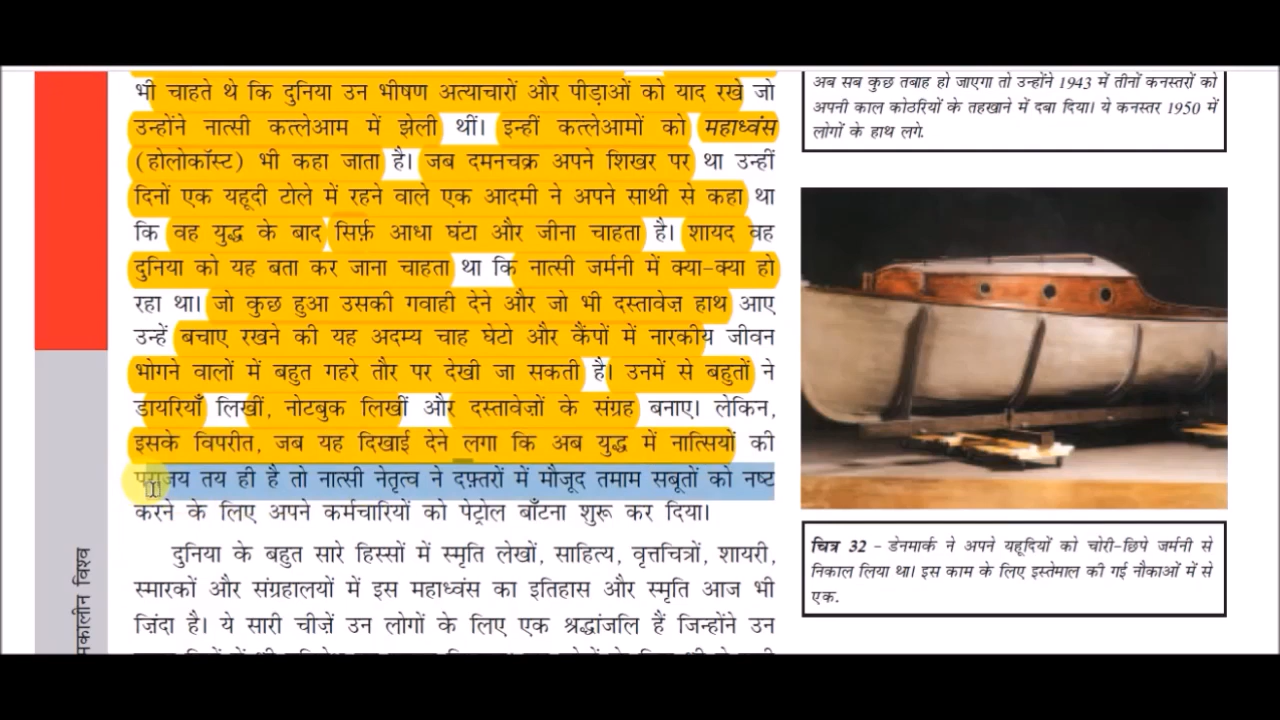 भी चाहते थे कि दुनिया उन भीषण अत्याचारों और पीड़ाओं को याद रखे जो
उन्होंने नात्सी कत्लेआम में झेली थीं। इन्हीं कत्लेआमों को महाध्वंस
(होलोकॉस्ट) भी कहा जाता है। जब दमनचक्र अपने शिखर पर था उन्हीं
दिनों एक यहूदी टोले में रहने वाले एक आदमी ने अपने साथी से कहा था
कि वह युद्ध के बाद सिर्फ़ आधा घंटा और जीना चाहता है। शायद वह
दुनिया को यह बता कर जाना चाहता था कि नात्सी जर्मनी में क्या-क्या हो
रहा था। जो कुछ हुआ उसकी गवाही देने और जो भी दस्तावेज़ हाथ आए
उन्हें बचाए रखने की यह अदम्य चाह घेटो और कैंपों में नारकीय जीवन
भोगने वालों में बहुत गहरे तौर पर देखी जा सकती है। उनमें से बहुतों ने
डायरियाँ लिखीं, नोटबुक लिखीं और दस्तावेज़ों के संग्रह बनाए। लेकिन,
इसके विपरीत, जब यह दिखाई देने लगा कि अब युद्ध में नात्सियों की
पराजय तय ही है तो नात्सी नेतृत्व ने दफ़्तरों में मौजूद तमाम सबूतों को नष्ट
करने के लिए अपने कर्मचारियों को पेट्रोल बाँटना शुरू कर दिया।
दुनिया के बहुत सारे हिस्सों में स्मृति लेखों, साहित्य, वृत्तचित्रों, शायरी,
स्मारकों और संग्रहालयों में इस महाध्वंस का इतिहास और स्मृति आज भी
ज़िंदा है। ये सारी चीज़ें उन लोगों के लिए एक श्रद्धांजलि हैं जिन्होंने उन
अब सब कुछ तबाह हो जाएगा तो उन्होंने 1943 में तीनों कनस्तरों को
अपनी काल कोठरियों के तहखाने में दबा दिया। ये कनस्तर 1950 में
लोगों के हाथ लगे.
चित्र 32 – डेनमार्क ने अपने यहूदियों को चोरी-छिपे जर्मनी से
निकाल लिया था। इस काम के लिए इस्तेमाल की गई नौकाओं में से
एक.
मकालीन विश्व